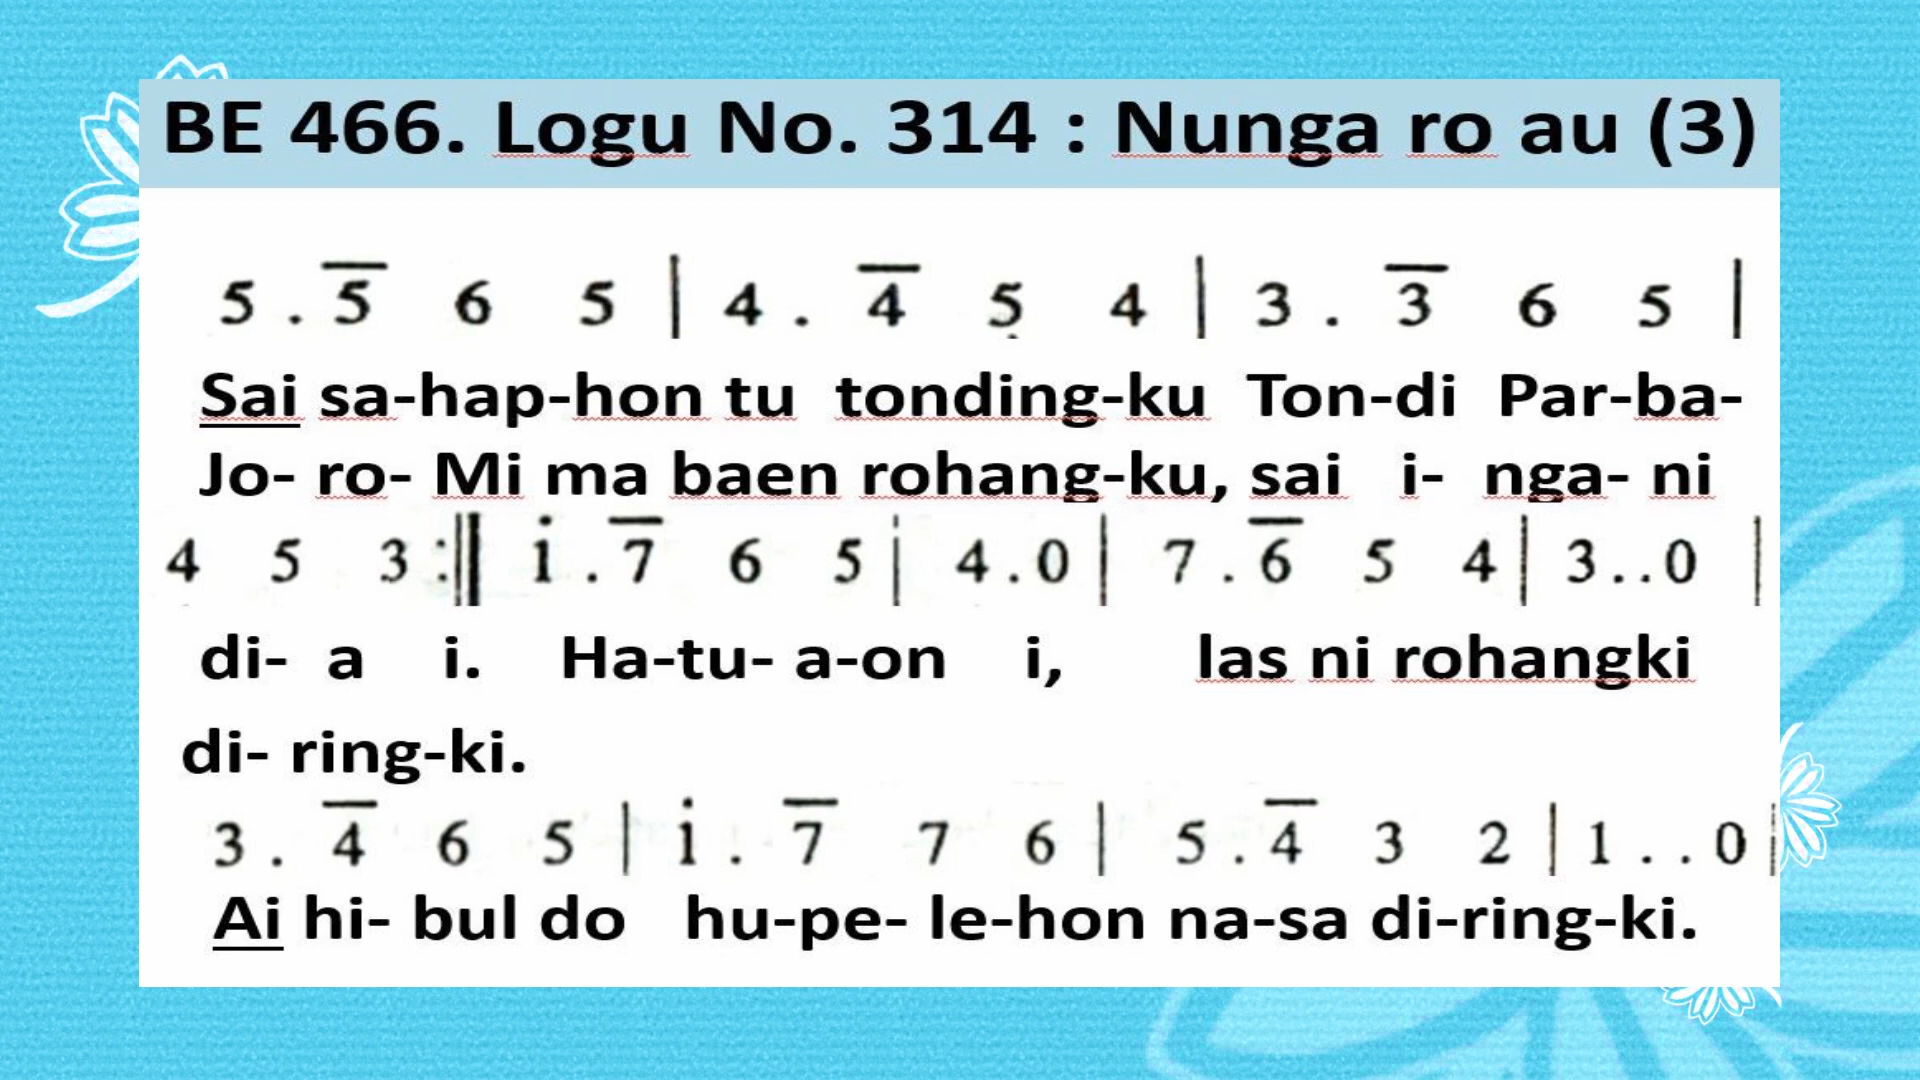 BE 466. Logu No. 314 : Nunga ro au (3)
5 . 5̅ 6 5 | 4 . 4̅ 5 4 | 3 . 3̅ 6 5 |
Sai sa-hap-hon tu tonding-ku Ton-di Par-ba-
Jo- ro- Mi ma baen rohang-ku, sai i- nga- ni
4 5 3 :|| i . 7̅ 6 5 | 4 . 0 | 7 . 6̅ 5 4 | 3 . . 0 |
di- a i. Ha-tu- a-on i, las ni rohangki
di- ring-ki.
3 . 4̅ 6 5 | i . 7̅ 7 6 | 5 . 4̅ 3 2 | 1 . . 0 |
Ai hi- bul do hu-pe- le-hon na-sa di-ring-ki.